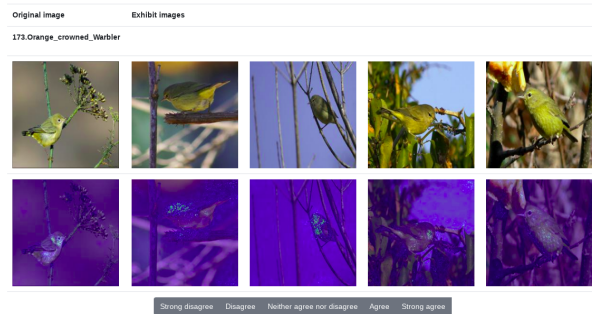 Original image Exhibit images
173.Orange_crowned_Warbler
Strong disagree Disagree Neither agree nor disagree Agree Strong agree